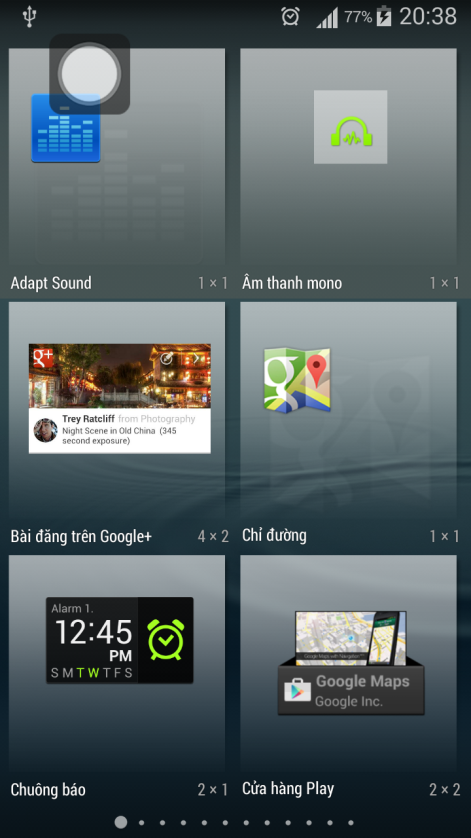 77% 20:38
Adapt Sound 1 × 1
Âm thanh mono 1 × 1
g+
Trey Ratcliff from Photography
Night Scene in Old China (345
second exposure)
Bài đăng trên Google+ 4 × 2
g
Chỉ đường 1 × 1
Alarm 1.
12:45
PM
S M T W T F S
Chuông báo 2 × 1
Google Maps
Google Inc.
Cửa hàng Play 2 × 2